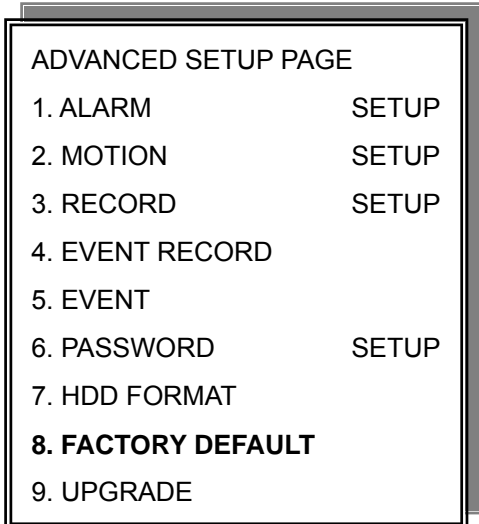 ADVANCED SETUP PAGE
1. ALARM SETUP
2. MOTION SETUP
3. RECORD SETUP
4. EVENT RECORD
5. EVENT
6. PASSWORD SETUP
7. HDD FORMAT
8. FACTORY DEFAULT
9. UPGRADE